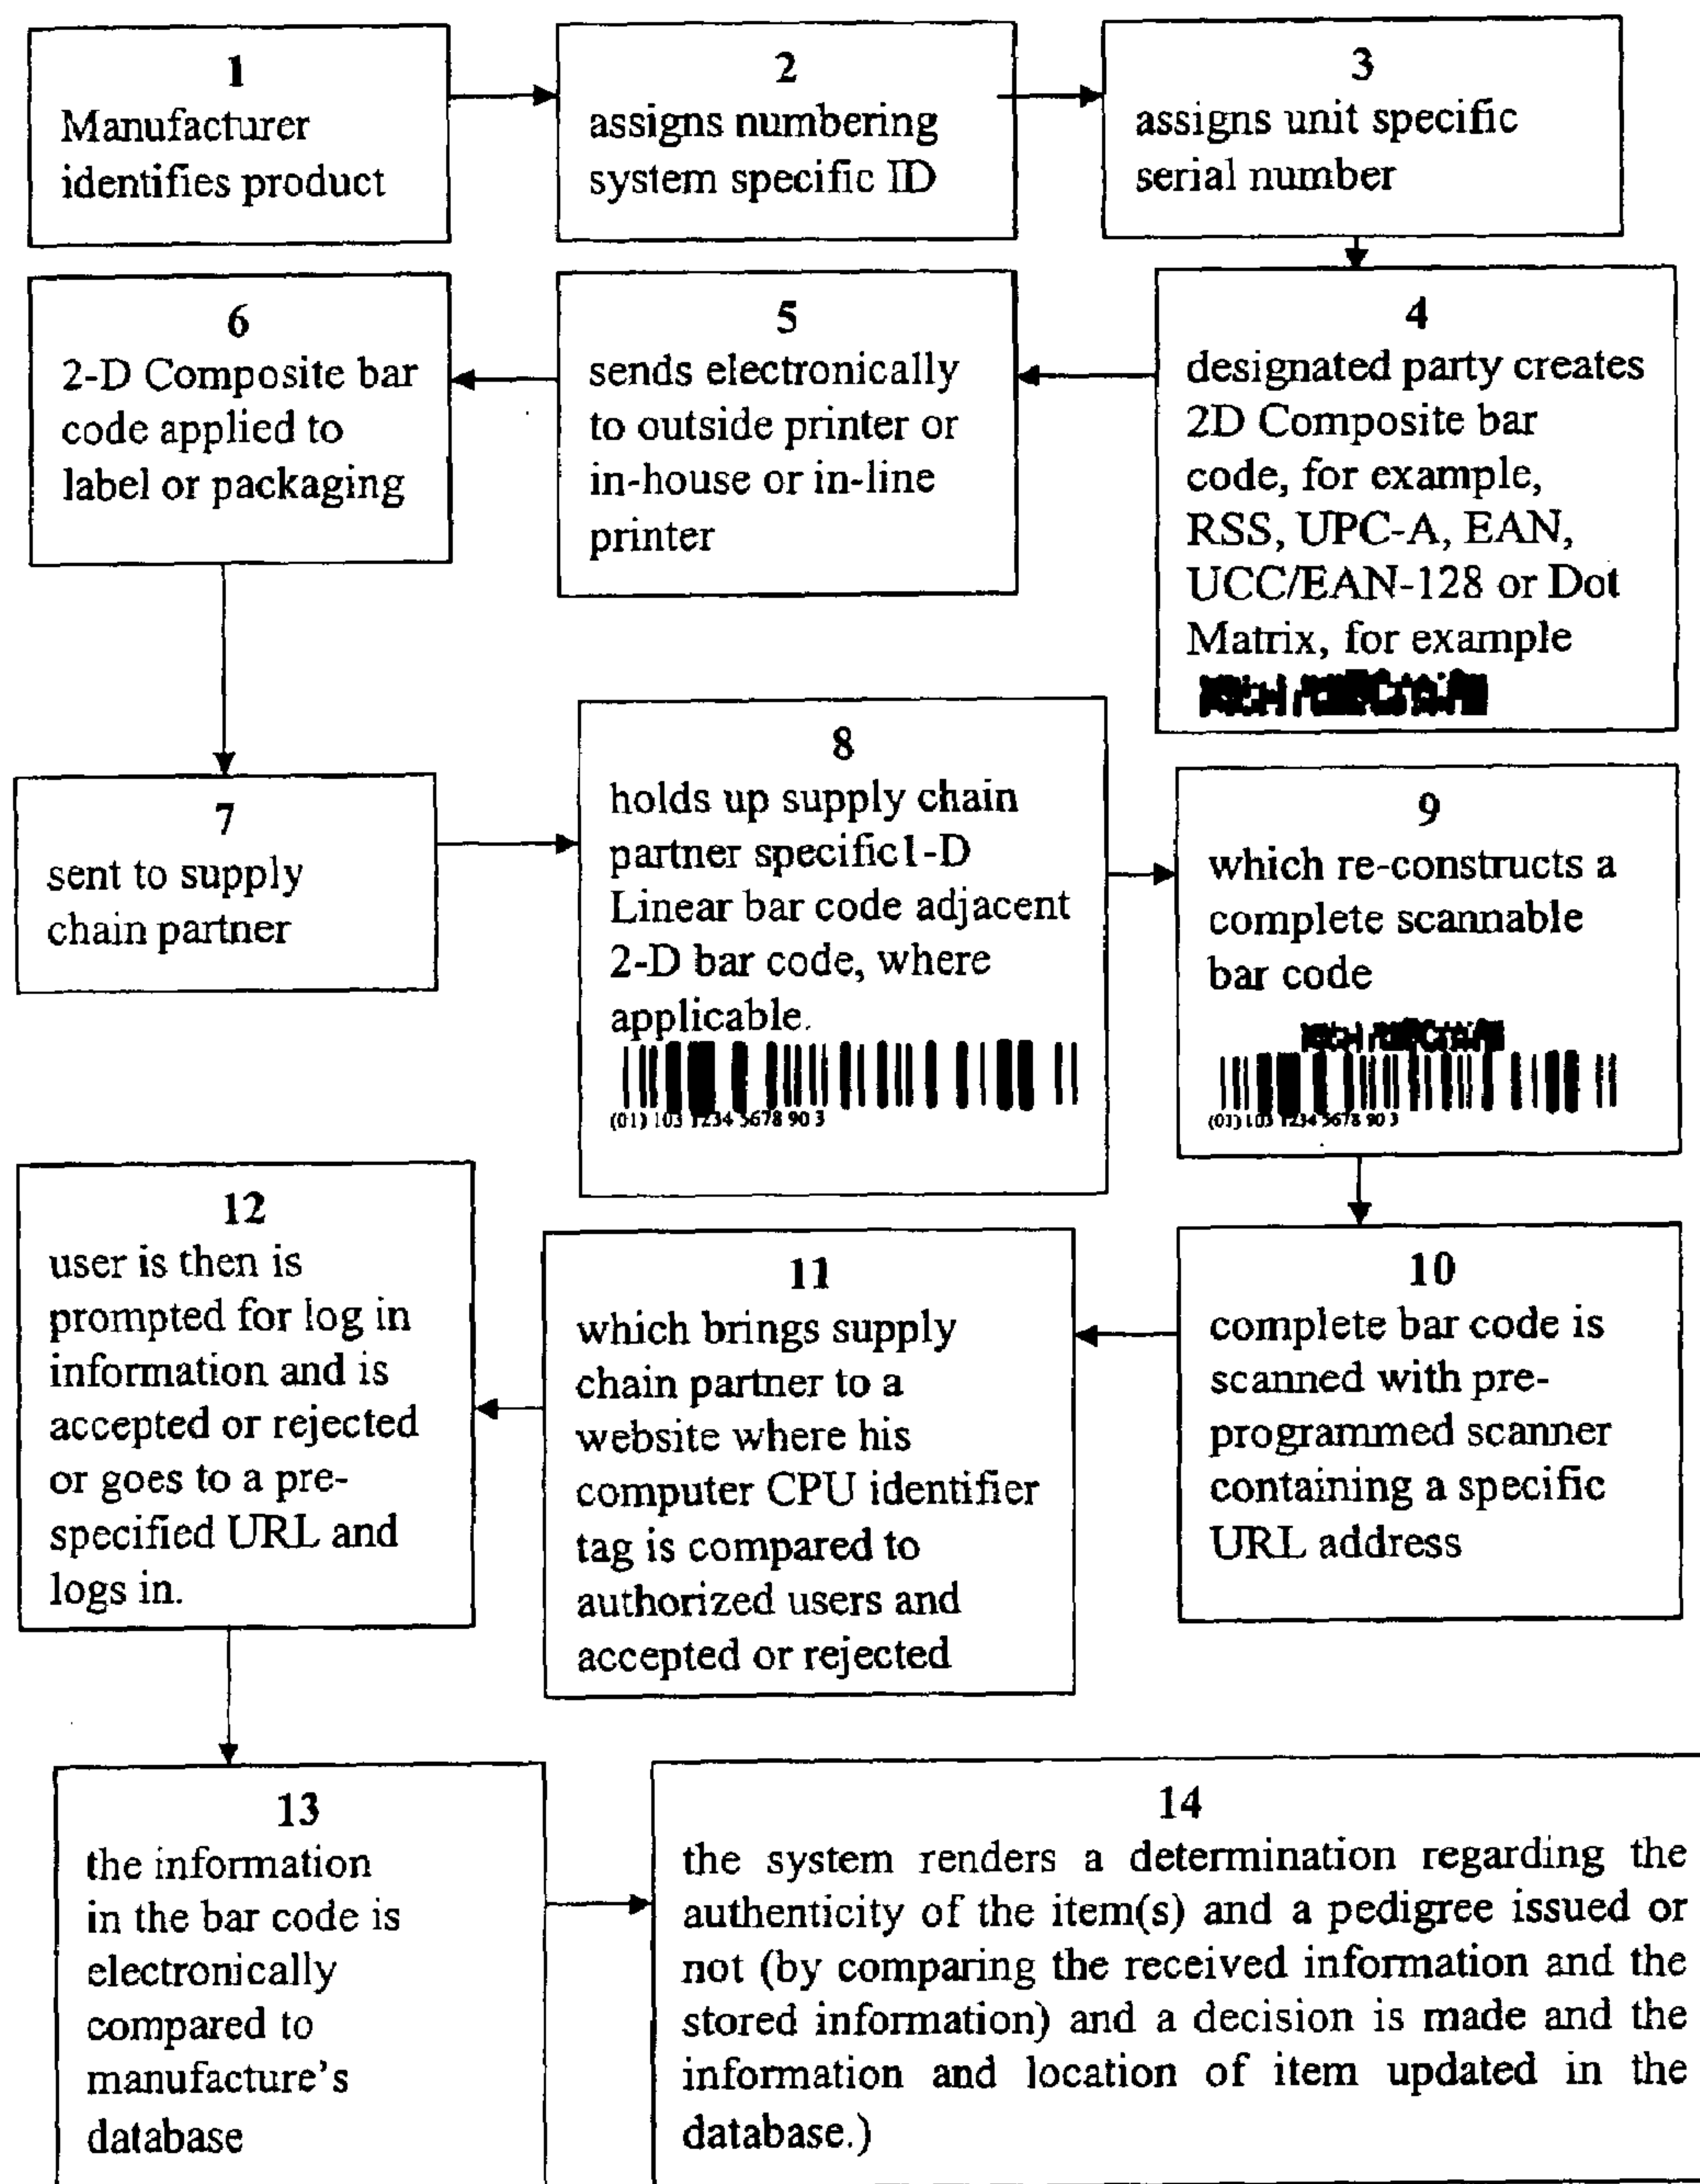 1
Manufacturer
identifies product
2
assigns numbering
system specific ID
3
assigns unit specific
serial number
4
designated party creates
2D Composite bar
code, for example,
RSS, UPC-A, EAN,
UCC/EAN-128 or Dot
Matrix, for example
5
sends electronically
to outside printer or
in-house or in-line
printer
6
2-D Composite bar
code applied to
label or packaging
7
sent to supply
chain partner
8
holds up supply chain
partner specific1-D
Linear bar code adjacent
2-D bar code, where
applicable.
(01) 103 1234 5678 90 3
9
which re-constructs a
complete scannable
bar code
(01) 103 1234 5678 90 3
10
complete bar code is
scanned with pre-
programmed scanner
containing a specific
URL address
11
which brings supply
chain partner to a
website where his
computer CPU identifier
tag is compared to
authorized users and
accepted or rejected
12
user is then is
prompted for log in
information and is
accepted or rejected
or goes to a pre-
specified URL and
logs in.
13
the information
in the bar code is
electronically
compared to
manufacture's
database
14
the system renders a determination regarding the
authenticity of the item(s) and a pedigree issued or
not (by comparing the received information and the
stored information) and a decision is made and the
information and location of item updated in the
database.)